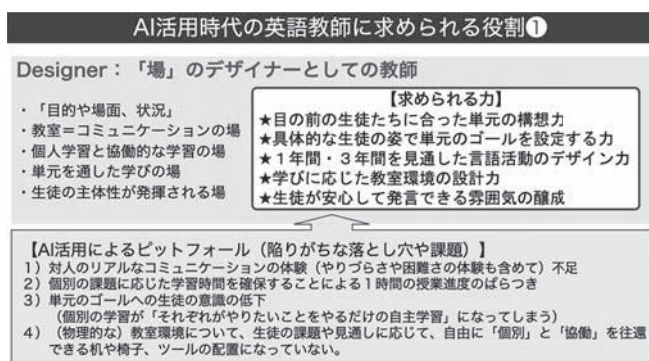 AI活用時代の英語教師に求められる役割❶
Designer：「場」のデザイナーとしての教師
・「目的や場面、状況」
・教室＝コミュニケーションの場
・個人学習と協働的な学習の場
・単元を通した学びの場
・生徒の主体性が発揮される場
【求められる力】
★目の前の生徒たちに合った単元の構想力
★具体的な生徒の姿で単元のゴールを設定する力
★１年間・３年間を見通した言語活動のデザイン力
★学びに応じた教室環境の設計力
★生徒が安心して発言できる雰囲気の醸成
【AI活用によるピットフォール（陥りがちな落とし穴や課題）】
1）対人のリアルなコミュニケーションの体験（やりづらさや困難さの体験も含めて）不足
2）個別の課題に応じた学習時間を確保することによる１時間の授業進度のばらつき
3）単元のゴールへの生徒の意識の低下
（個別の学習が「それぞれがやりたいことをやるだけの自主学習」になってしまう）
4）（物理的な）教室環境について、生徒の課題や見通しに応じて、自由に「個別」と「協働」を往還
できる机や椅子、ツールの配置になっていない。